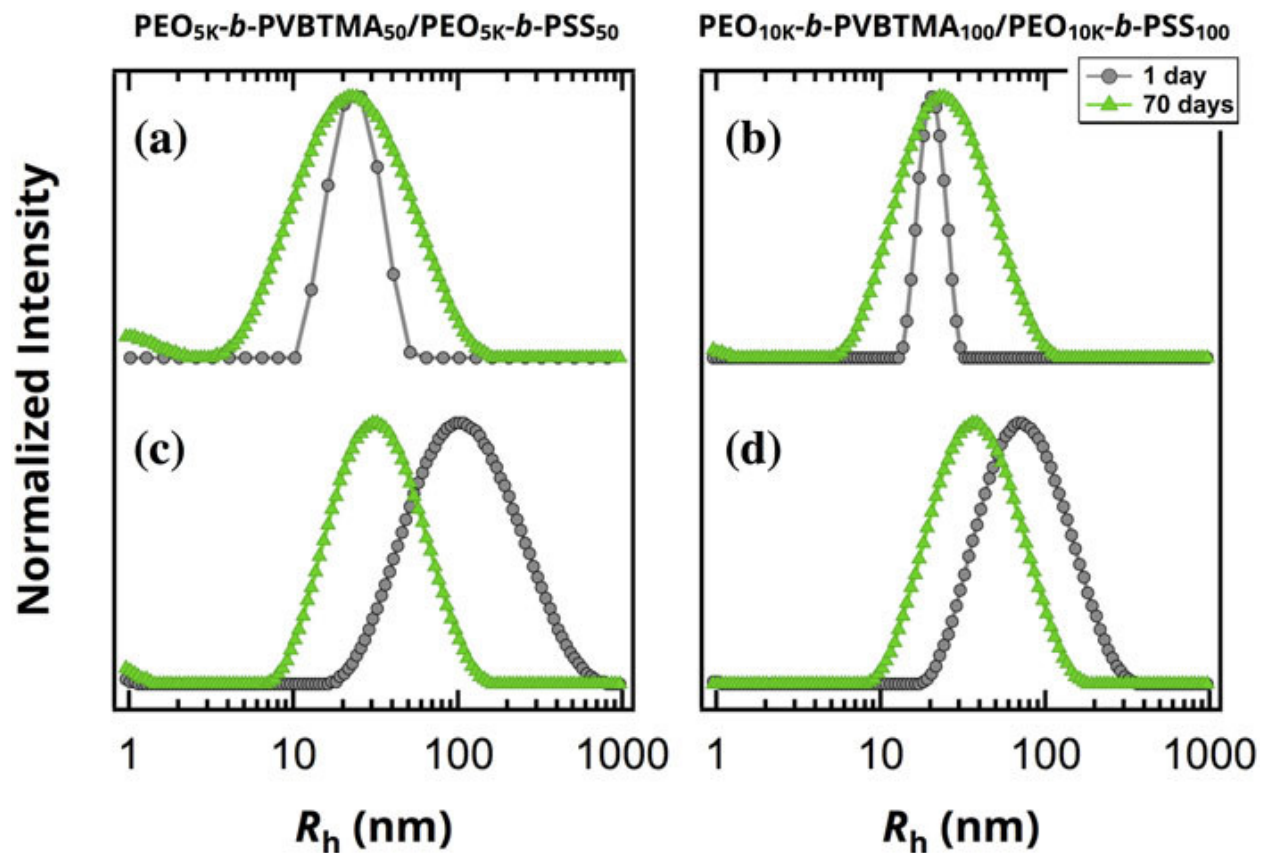 PEO5K-b-PVBTMA50/PEO5K-b-PSS50
PEO10K-b-PVBTMA100/PEO10K-b-PSS100
1 day
70 days
(a)
(b)
(c)
(d)
Normalized Intensity
1 10 100 1000
1 10 100 1000
Rh (nm)
Rh (nm)